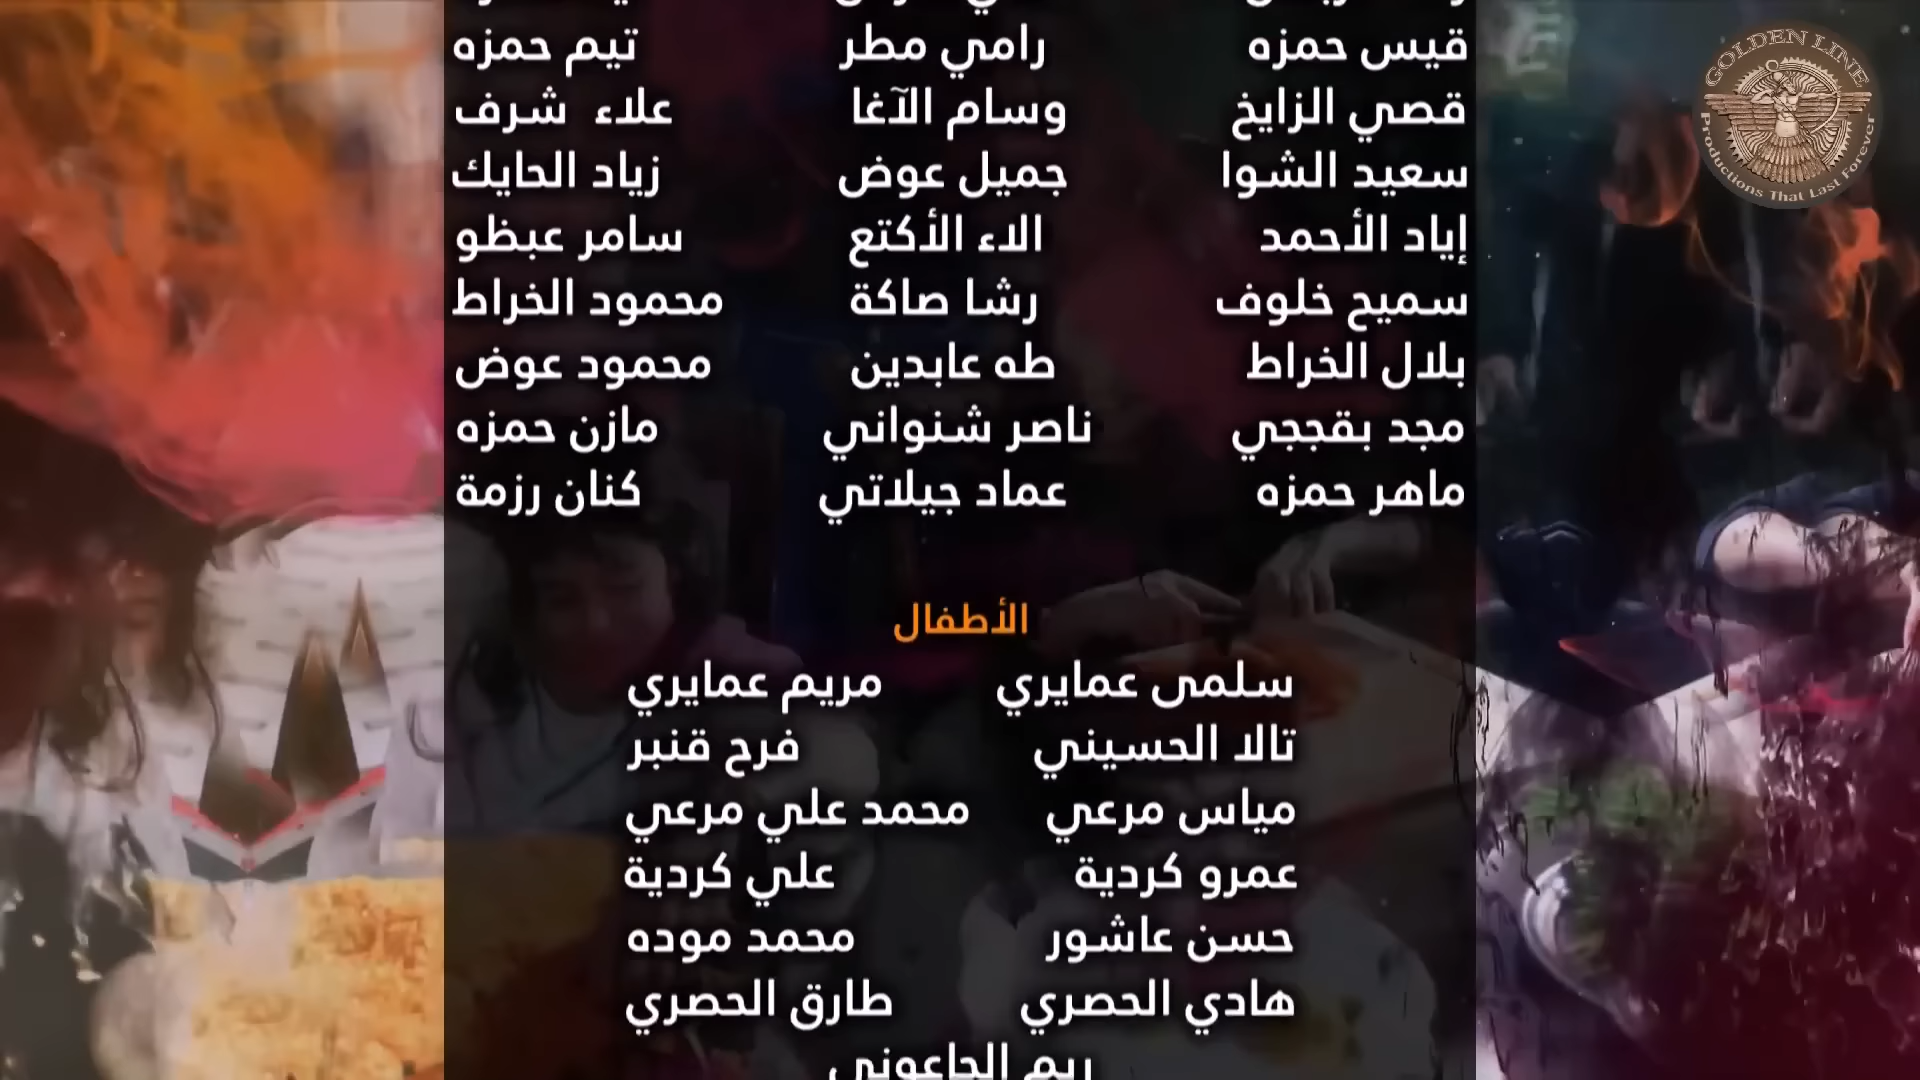 GOLDEN LINE
Productions That Last Forever
قيس حمزه رامي مطر تيم حمزه
قصي الزايخ وسام الآغا علاء شرف
سعيد الشوا جميل عوض زياد الحايك
إياد الأحمد الاء الأكتع سامر عبظو
سميح خلوف رشا صاكة محمود الخراط
بلال الخراط طه عابدين محمود عوض
مجد بقججي ناصر شنواني مازن حمزه
ماهر حمزه عماد جيلاتي كنان رزمة
الأطفال
سلمى عمايري مريم عمايري
تالا الحسيني فرح قنبر
مياس مرعي محمد علي مرعي
عمرو كردية علي كردية
حسن عاشور محمد موده
هادي الحصري طارق الحصري
ريم الجاعوني